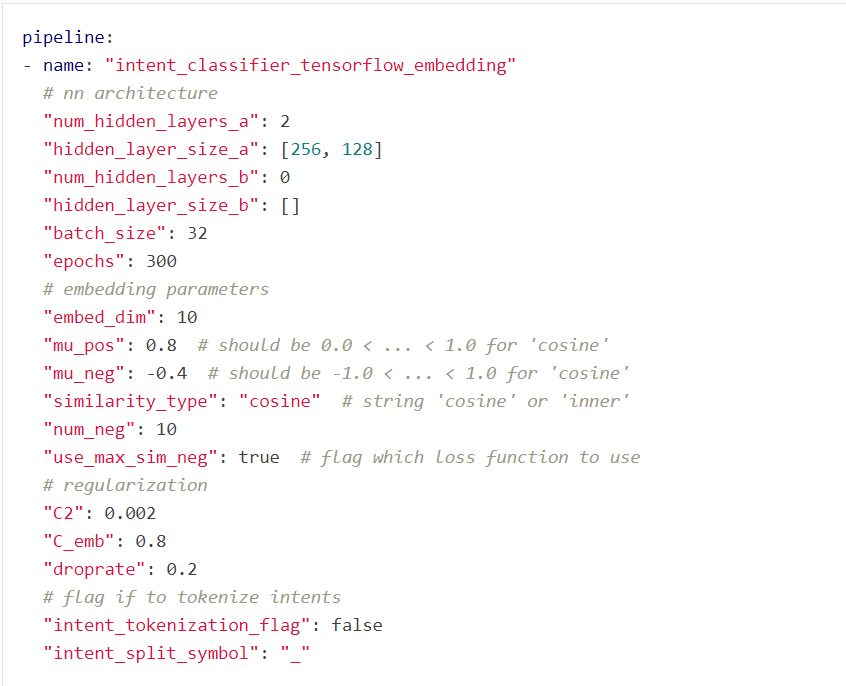 pipeline:
- name: "intent_classifier_tensorflow_embedding"
# nn architecture
"num_hidden_layers_a": 2
"hidden_layer_size_a": [256, 128]
"num_hidden_layers_b": 0
"hidden_layer_size_b": []
"batch_size": 32
"epochs": 300
# embedding parameters
"embed_dim": 10
"mu_pos": 0.8  # should be 0.0 < ... < 1.0 for 'cosine'
"mu_neg": -0.4  # should be -1.0 < ... < 1.0 for 'cosine'
"similarity_type": "cosine"  # string 'cosine' or 'inner'
"num_neg": 10
"use_max_sim_neg": true  # flag which loss function to use
# regularization
"C2": 0.002
"C_emb": 0.8
"droprate": 0.2
# flag if to tokenize intents
"intent_tokenization_flag": false
"intent_split_symbol": "_"